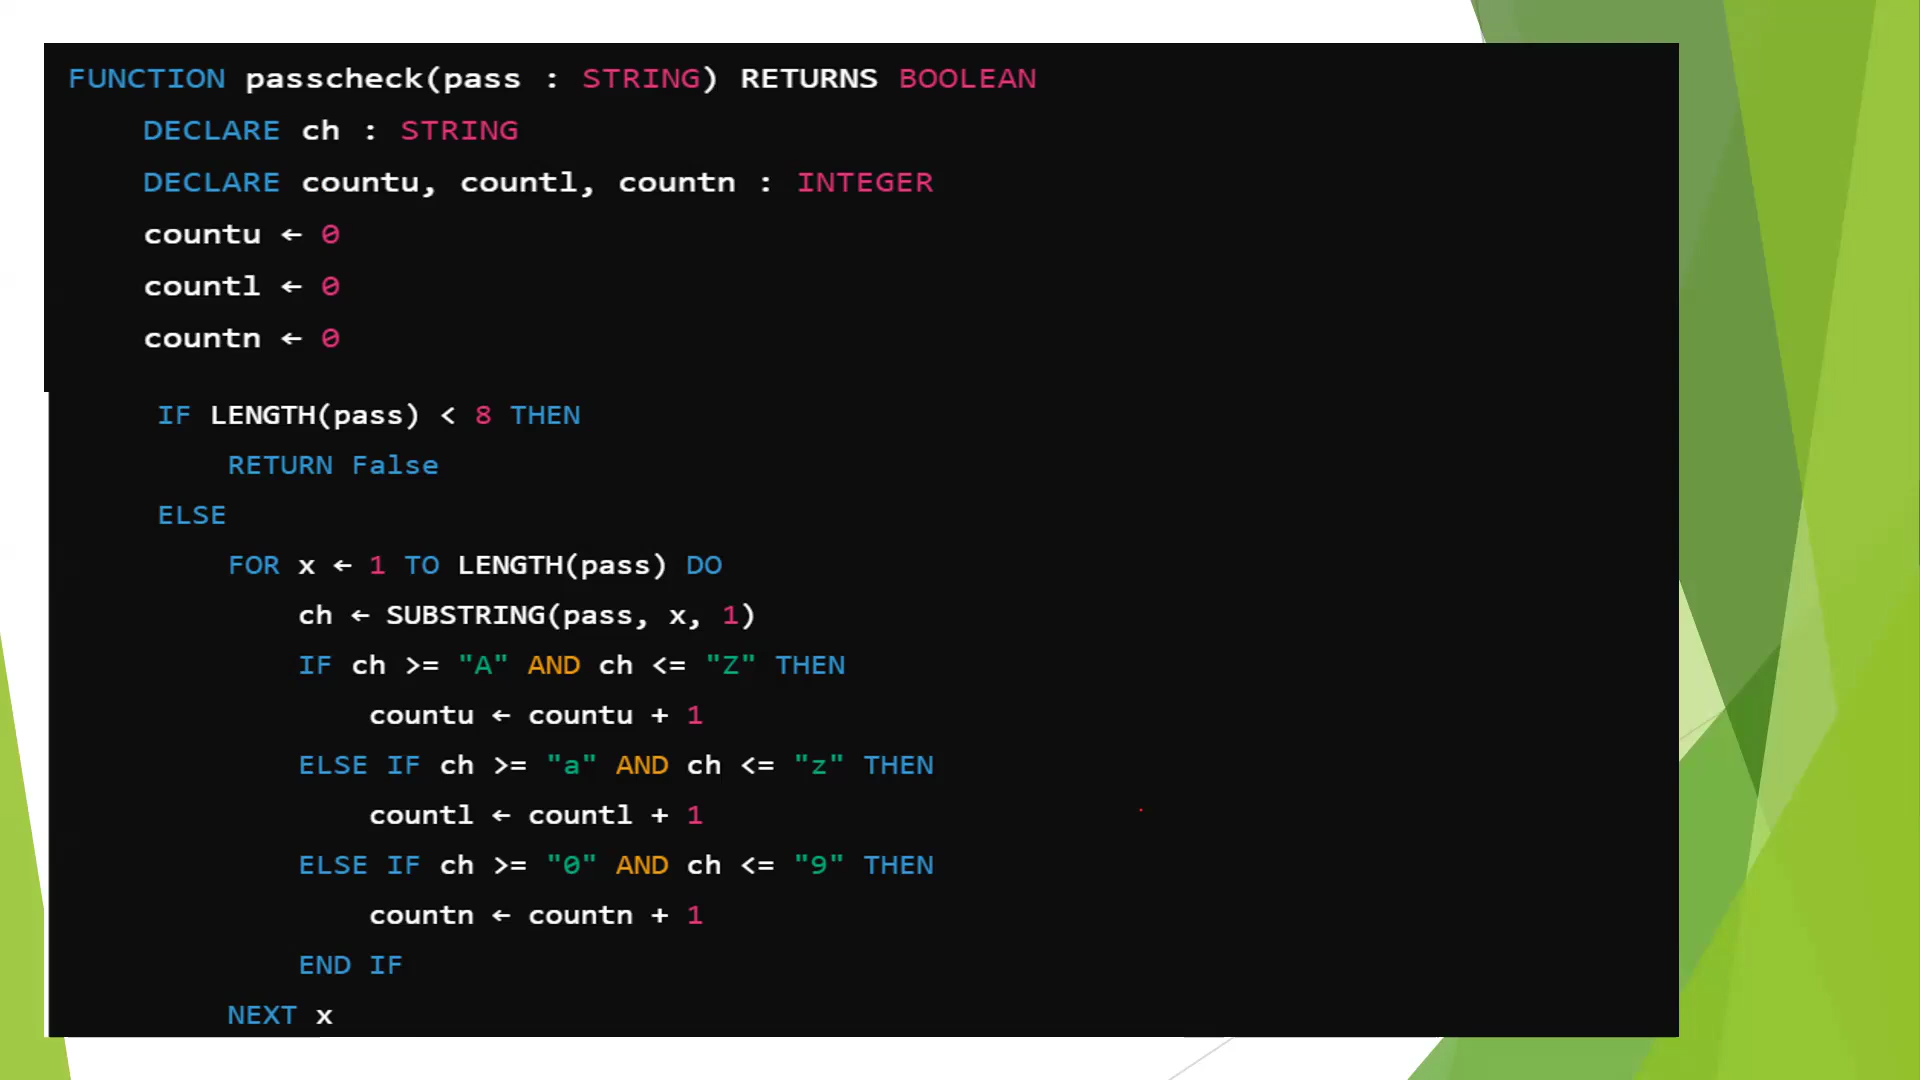 FUNCTION passcheck(pass : STRING) RETURNS BOOLEAN
DECLARE ch : STRING
DECLARE countu, countl, countn : INTEGER
countu ← 0
countl ← 0
countn ← 0
IF LENGTH(pass) < 8 THEN
RETURN False
ELSE
FOR x ← 1 TO LENGTH(pass) DO
ch ← SUBSTRING(pass, x, 1)
IF ch >= "A" AND ch <= "Z" THEN
countu ← countu + 1
ELSE IF ch >= "a" AND ch <= "z" THEN
countl ← countl + 1
ELSE IF ch >= "0" AND ch <= "9" THEN
countn ← countn + 1
END IF
NEXT x